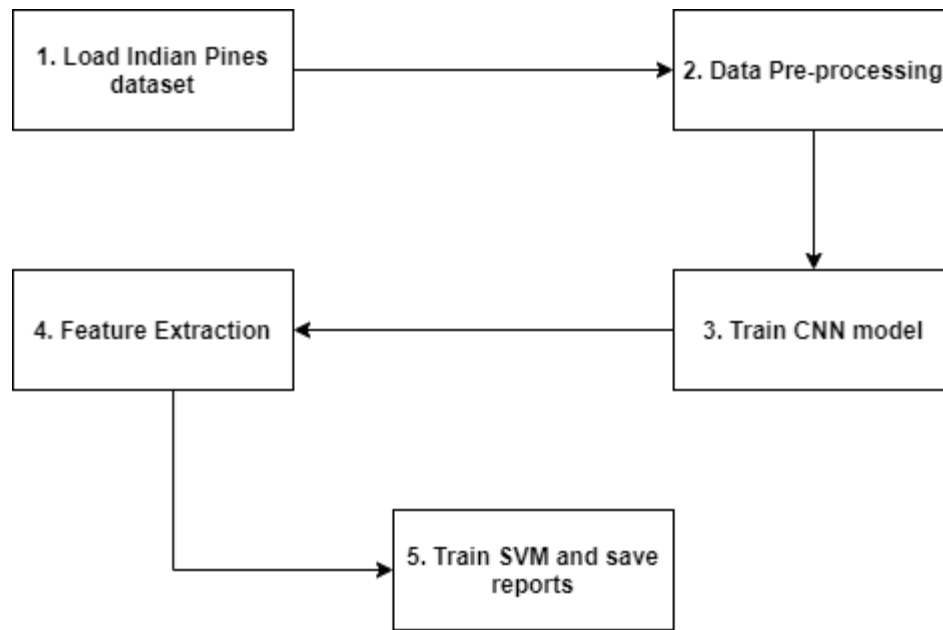 1. Load Indian Pines
dataset
2. Data Pre-processing
3. Train CNN model
4. Feature Extraction
5. Train SVM and save
reports